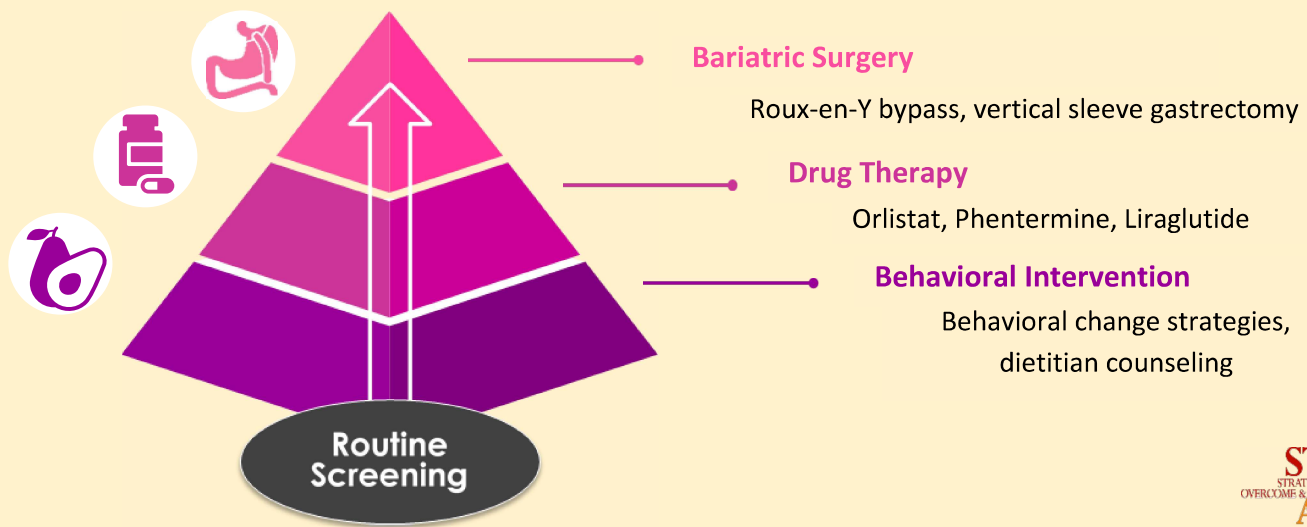 Bariatric Surgery
Roux-en-Y bypass, vertical sleeve gastrectomy
Drug Therapy
Orlistat, Phentermine, Liraglutide
Behavioral Intervention
Behavioral change strategies,
dietitian counseling
Routine
Screening
OVERCOME &